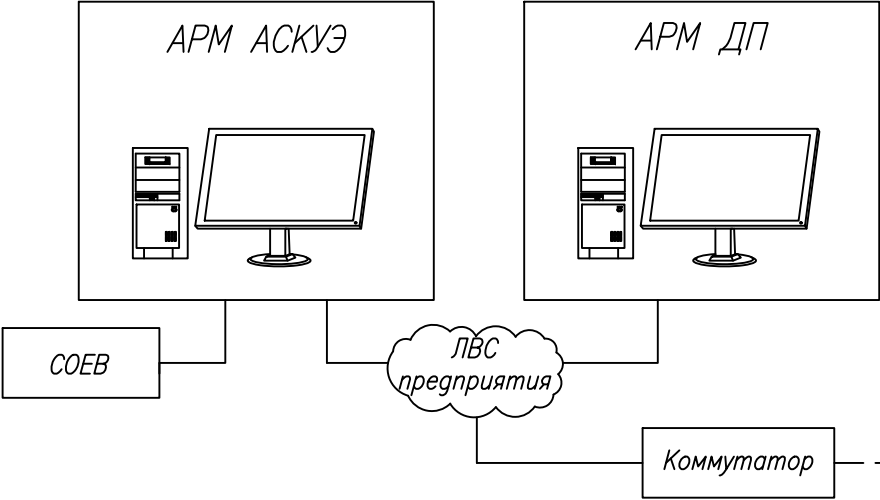 АРМ АСКУЭ
АРМ ДП
СОЕВ
ЛВС
предприятия
Коммутатор